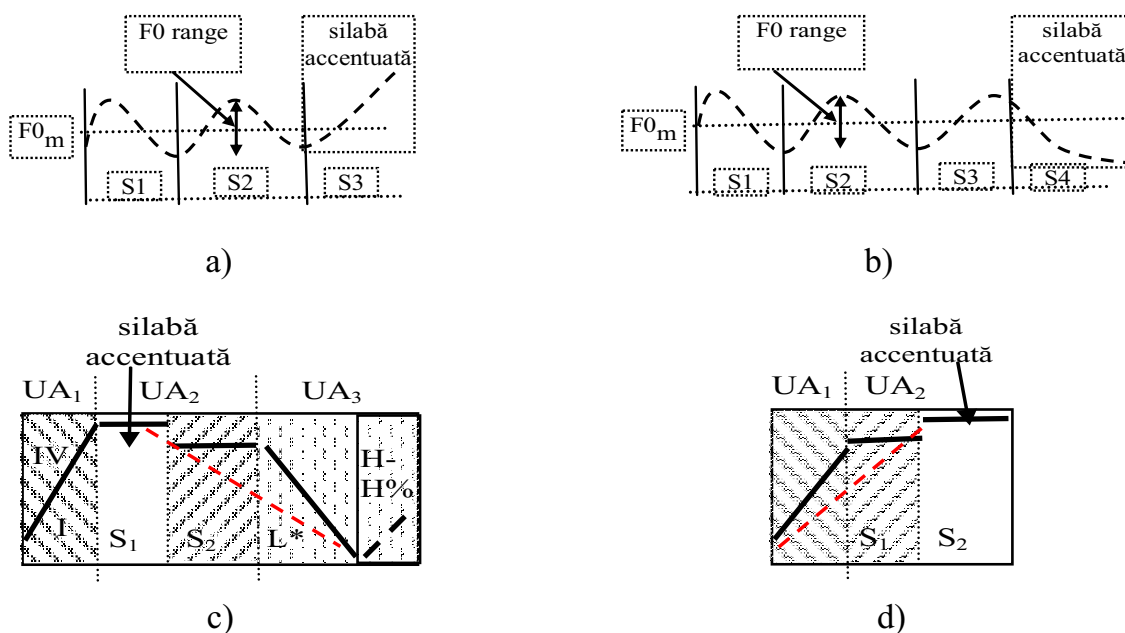 F0 range
silabă
accentuată
F0m
S1
S2
S3
a)
F0 range
silabă
accentuată
F0m
S1
S2
S3
S4
b)
silabă
accentuată
UA1
UA2
UA3
IV
I
S1
S2
L*
H-
H%
c)
silabă
accentuată
UA1
UA2
S1
S2
d)